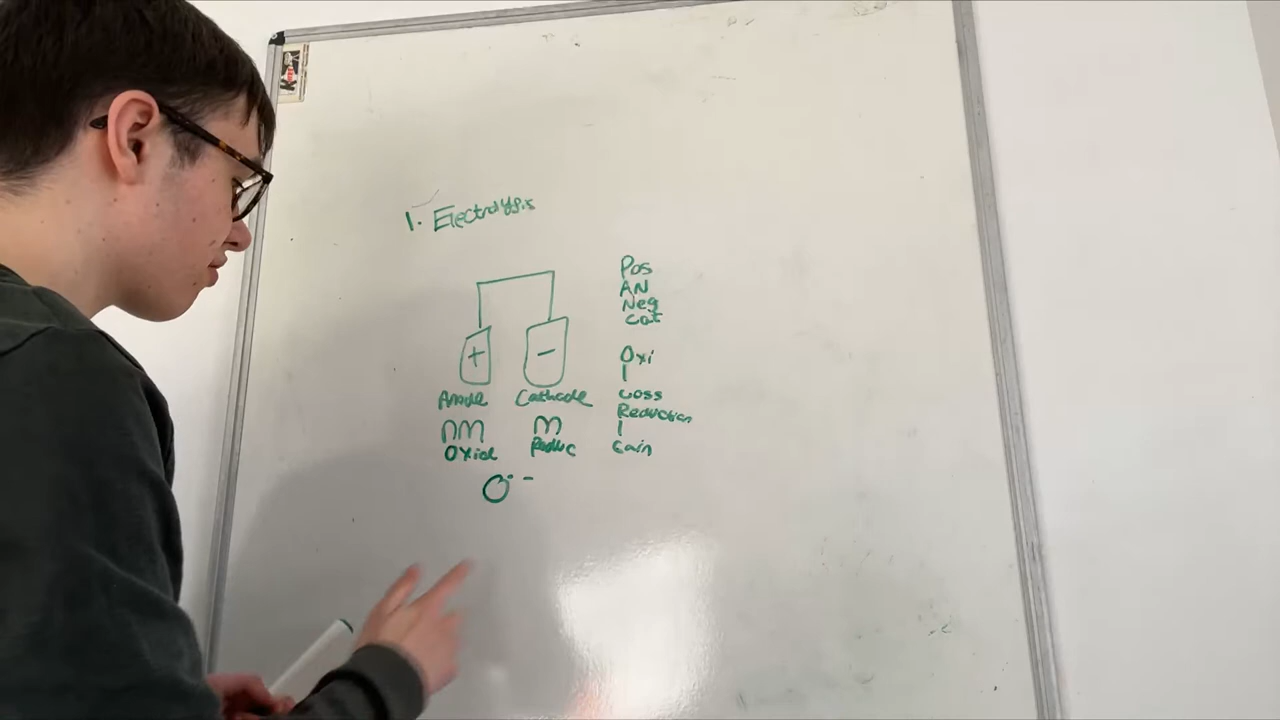 1. Electrolysis
Pos
AN
Neg
Cat
+ −
Anode Cathode
nm m
Oxid Reduc
O -
Oxi
|
Loss
Reduction
|
Gain